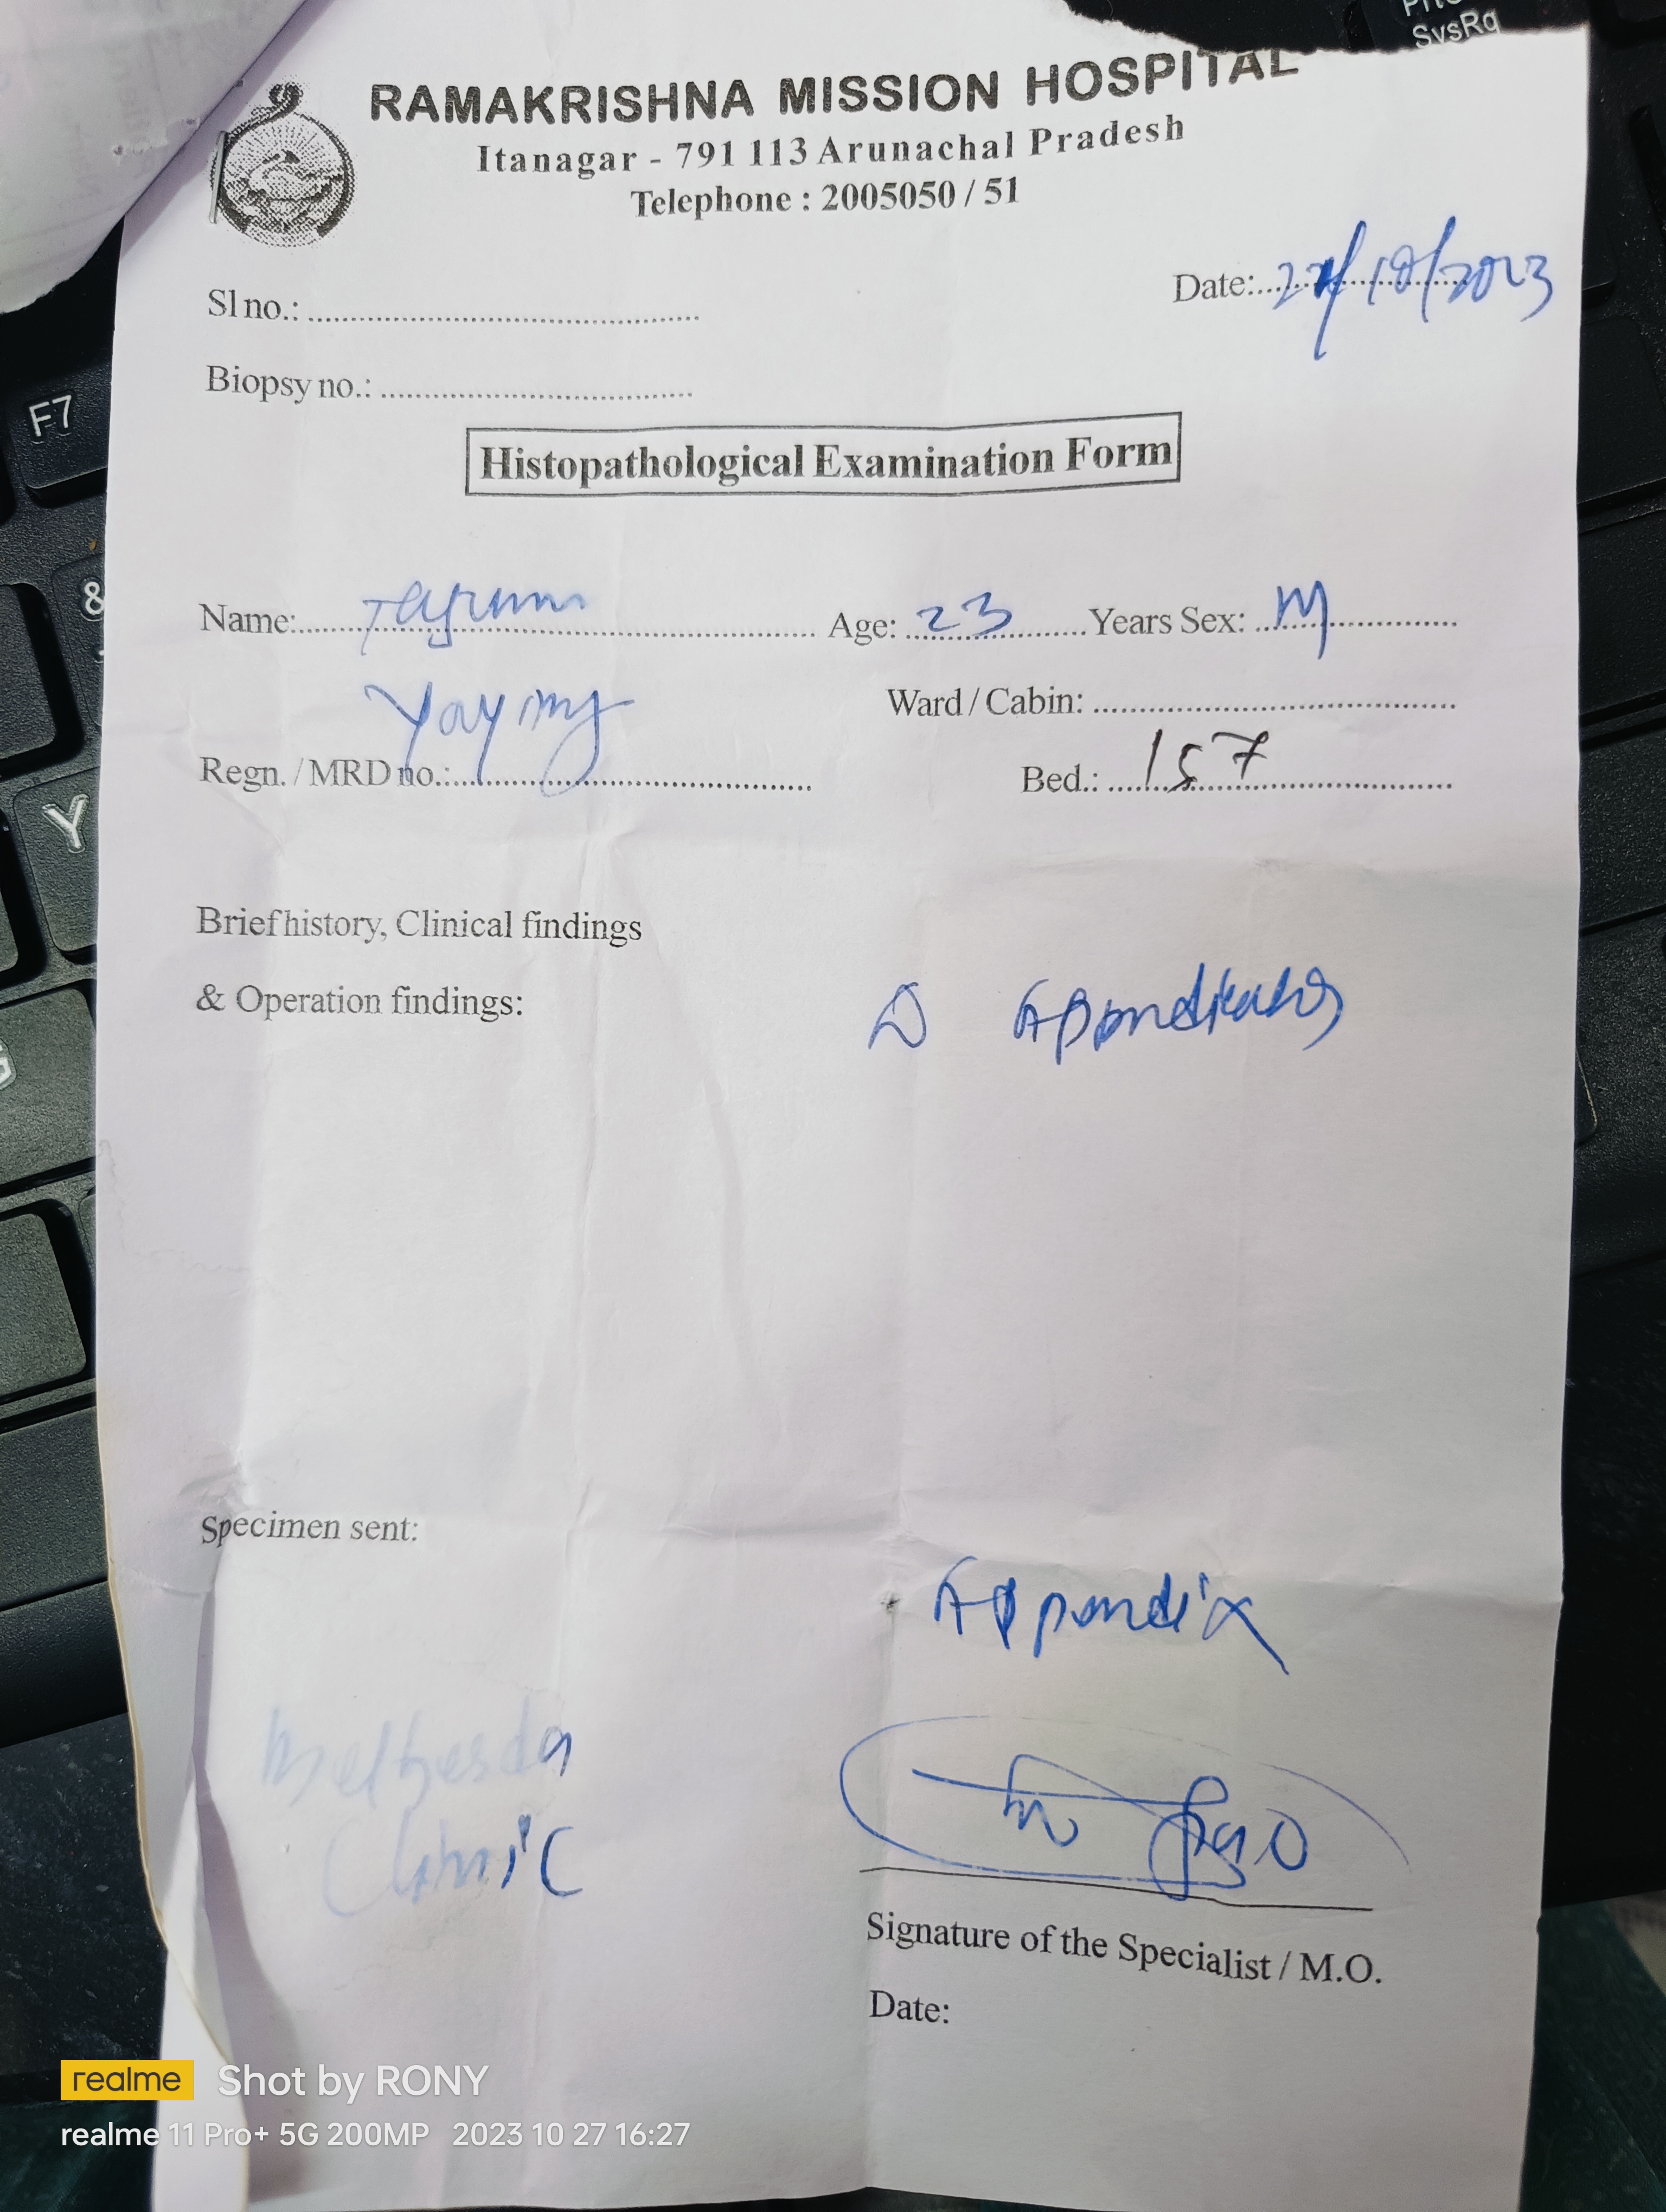 Prt
SysRq
RAMAKRISHNA MISSION HOSPITAL
Itanagar - 791 113 Arunachal Pradesh
Telephone : 2005050 / 51
Date:
/10/2023
Sl no.:
Biopsy no.:
F7
Histopathological Examination Form
&
Name: Age: 23 Years Sex: M
Ward / Cabin:
Regn. / MRD no.: Bed.: 157
Y
Brief history, Clinical findings
& Operation findings:
G
Specimen sent:
Appendix
Bethesda
Clinic
Signature of the Specialist / M.O.
Date:
realme Shot by RONY
realme 11 Pro+ 5G 200MP 2023 10 27 16:27